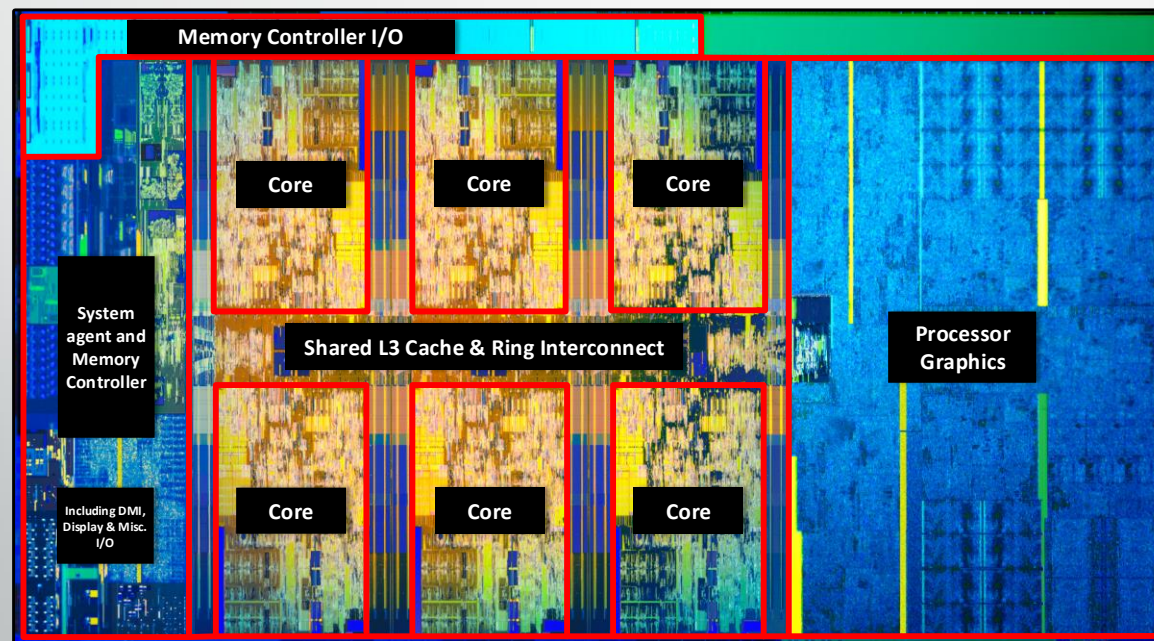 Memory Controller I/O
Core
Core
Core
System
agent and
Memory
Controller
Shared L3 Cache & Ring Interconnect
Processor
Graphics
Including DMI,
Display & Misc.
I/O
Core
Core
Core